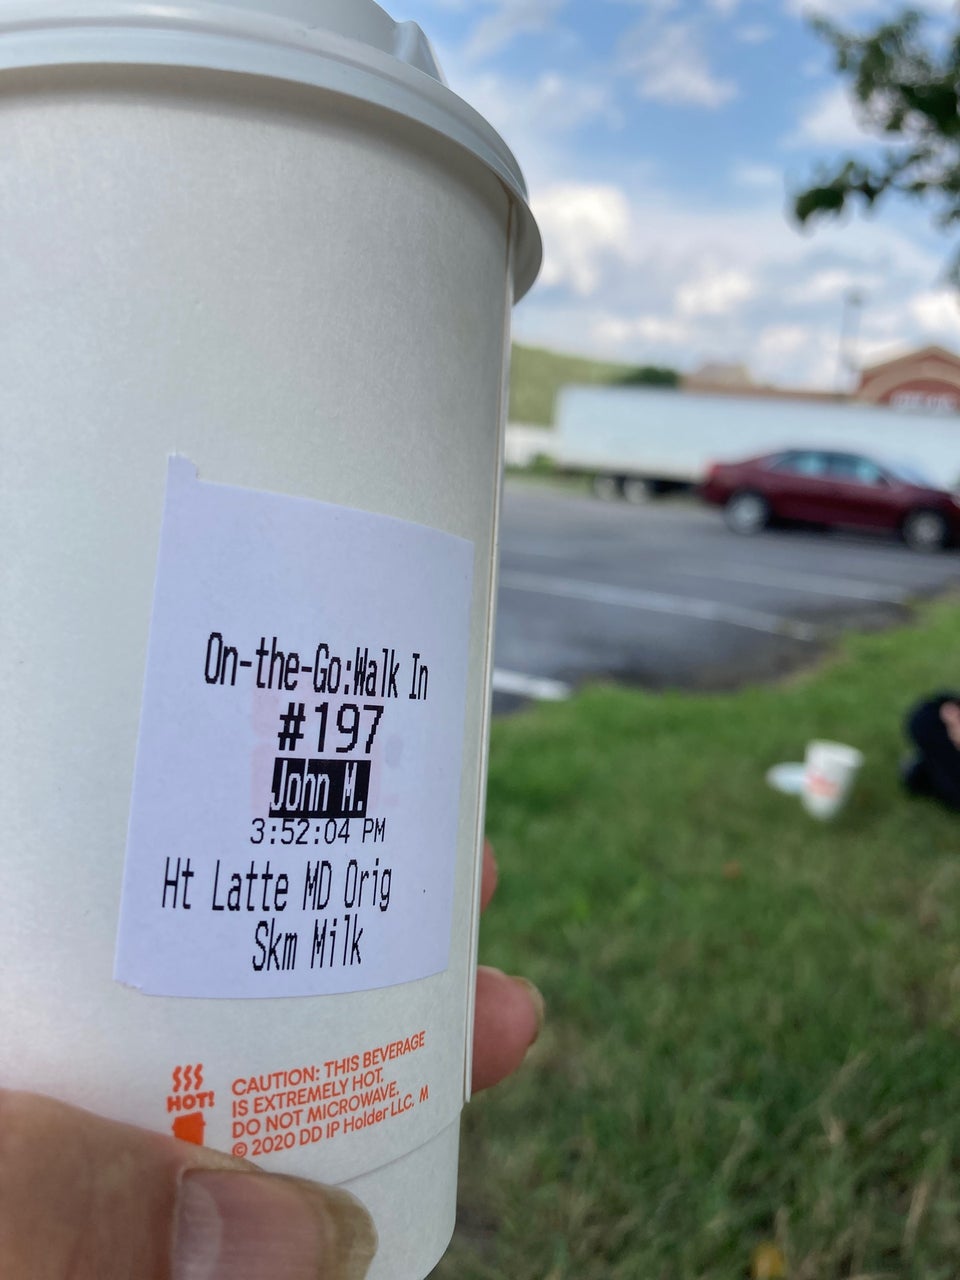 On-the-Go:Walk In
#197
John M.
3:52:04 PM
Ht Latte MD Orig
Skm Milk
HOT!
CAUTION: THIS BEVERAGE
IS EXTREMELY HOT.
DO NOT MICROWAVE.
© 2020 DD IP Holder LLC. M